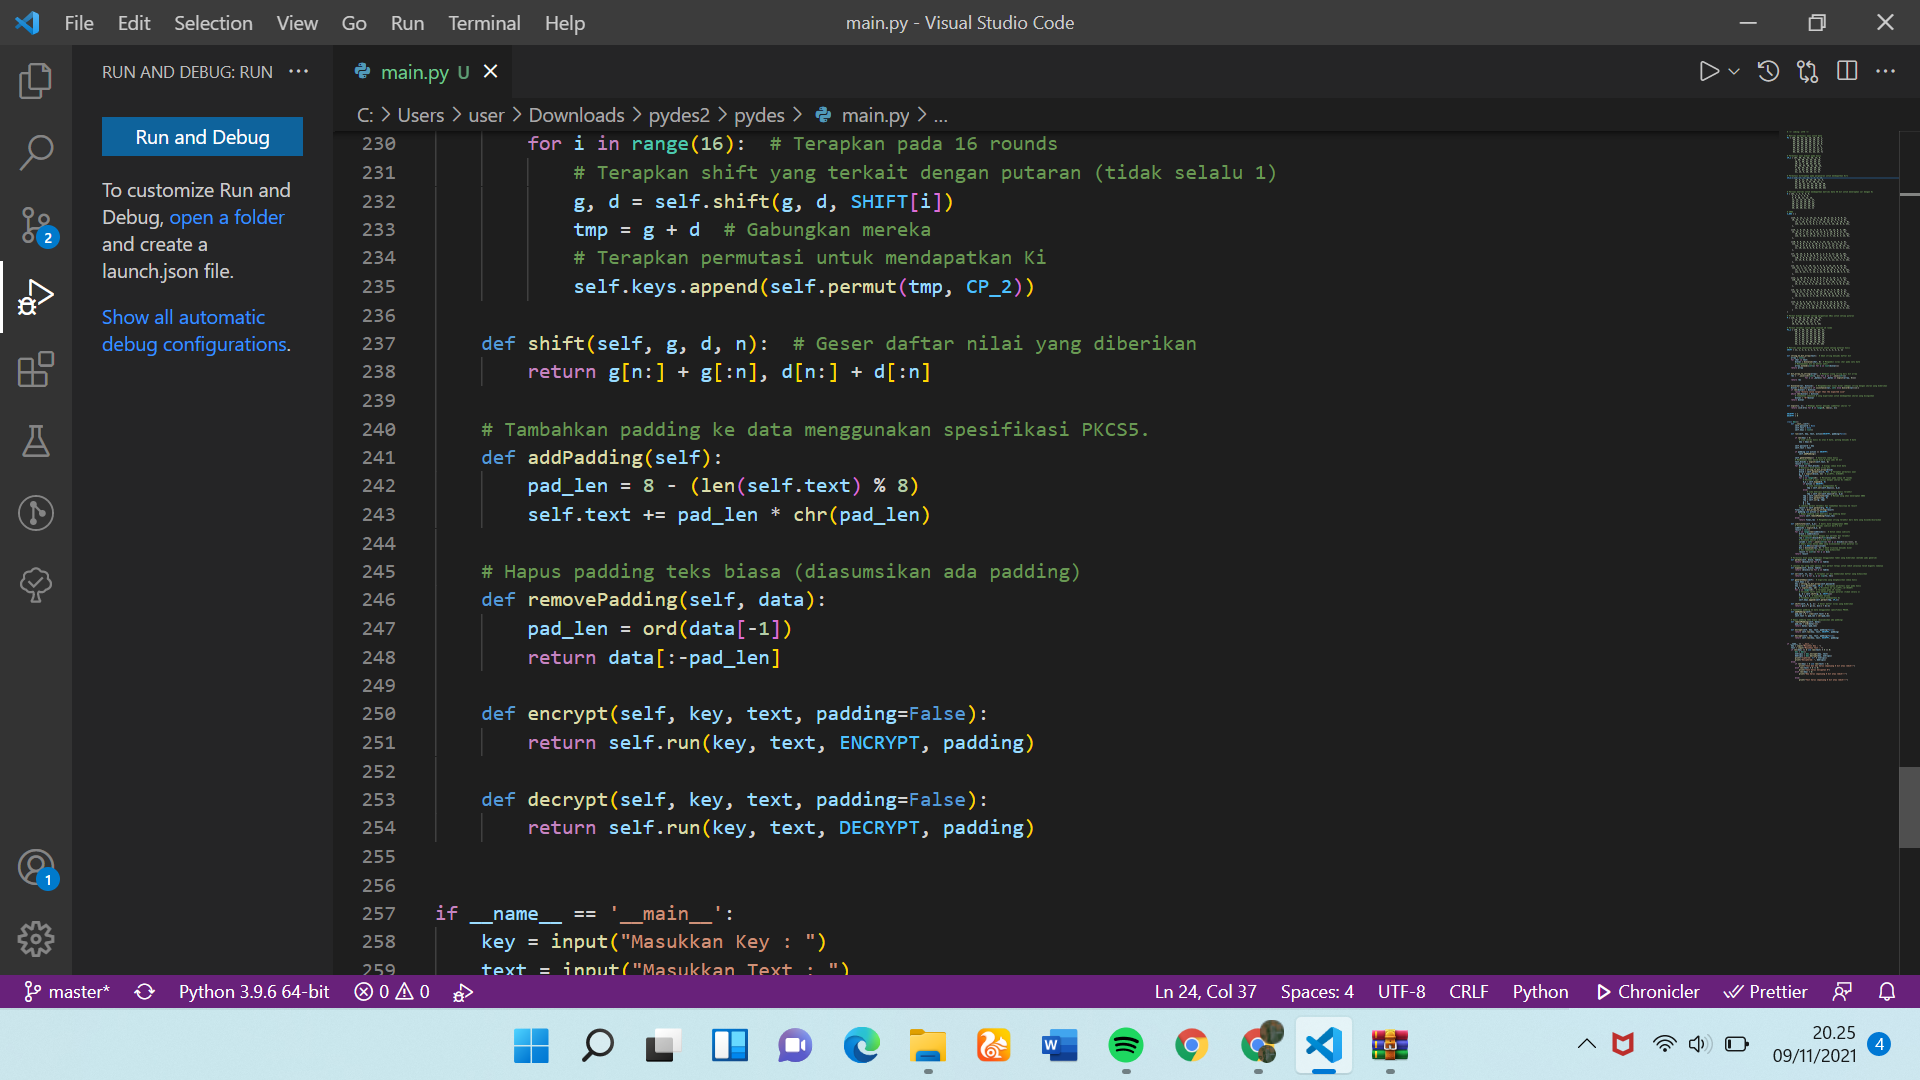 File Edit Selection View Go Run Terminal Help
main.py - Visual Studio Code
RUN AND DEBUG: RUN ...
Run and Debug
To customize Run and
Debug, open a folder
and create a
launch.json file.
Show all automatic
debug configurations.
2
1
main.py U
C: > Users > user > Downloads > pydes2 > pydes > main.py > ...
230 for i in range(16):  # Terapkan pada 16 rounds
231 # Terapkan shift yang terkait dengan putaran (tidak selalu 1)
232 g, d = self.shift(g, d, SHIFT[i])
233 tmp = g + d  # Gabungkan mereka
234 # Terapkan permutasi untuk mendapatkan Ki
235 self.keys.append(self.permut(tmp, CP_2))
236
237 def shift(self, g, d, n):  # Geser daftar nilai yang diberikan
238 return g[n:] + g[:n], d[n:] + d[:n]
239
240 # Tambahkan padding ke data menggunakan spesifikasi PKCS5.
241 def addPadding(self):
242 pad_len = 8 - (len(self.text) % 8)
243 self.text += pad_len * chr(pad_len)
244
245 # Hapus padding teks biasa (diasumsikan ada padding)
246 def removePadding(self, data):
247 pad_len = ord(data[-1])
248 return data[:-pad_len]
249
250 def encrypt(self, key, text, padding=False):
251 return self.run(key, text, ENCRYPT, padding)
252
253 def decrypt(self, key, text, padding=False):
254 return self.run(key, text, DECRYPT, padding)
255
256
257 if __name__ == '__main__':
258 key = input("Masukkan Key : ")
259 text = input("Masukkan Text : ")
master* Python 3.9.6 64-bit 0 0 Ln 24, Col 37 Spaces: 4 UTF-8 CRLF Python Chronicler Prettier
20.25
09/11/2021
4